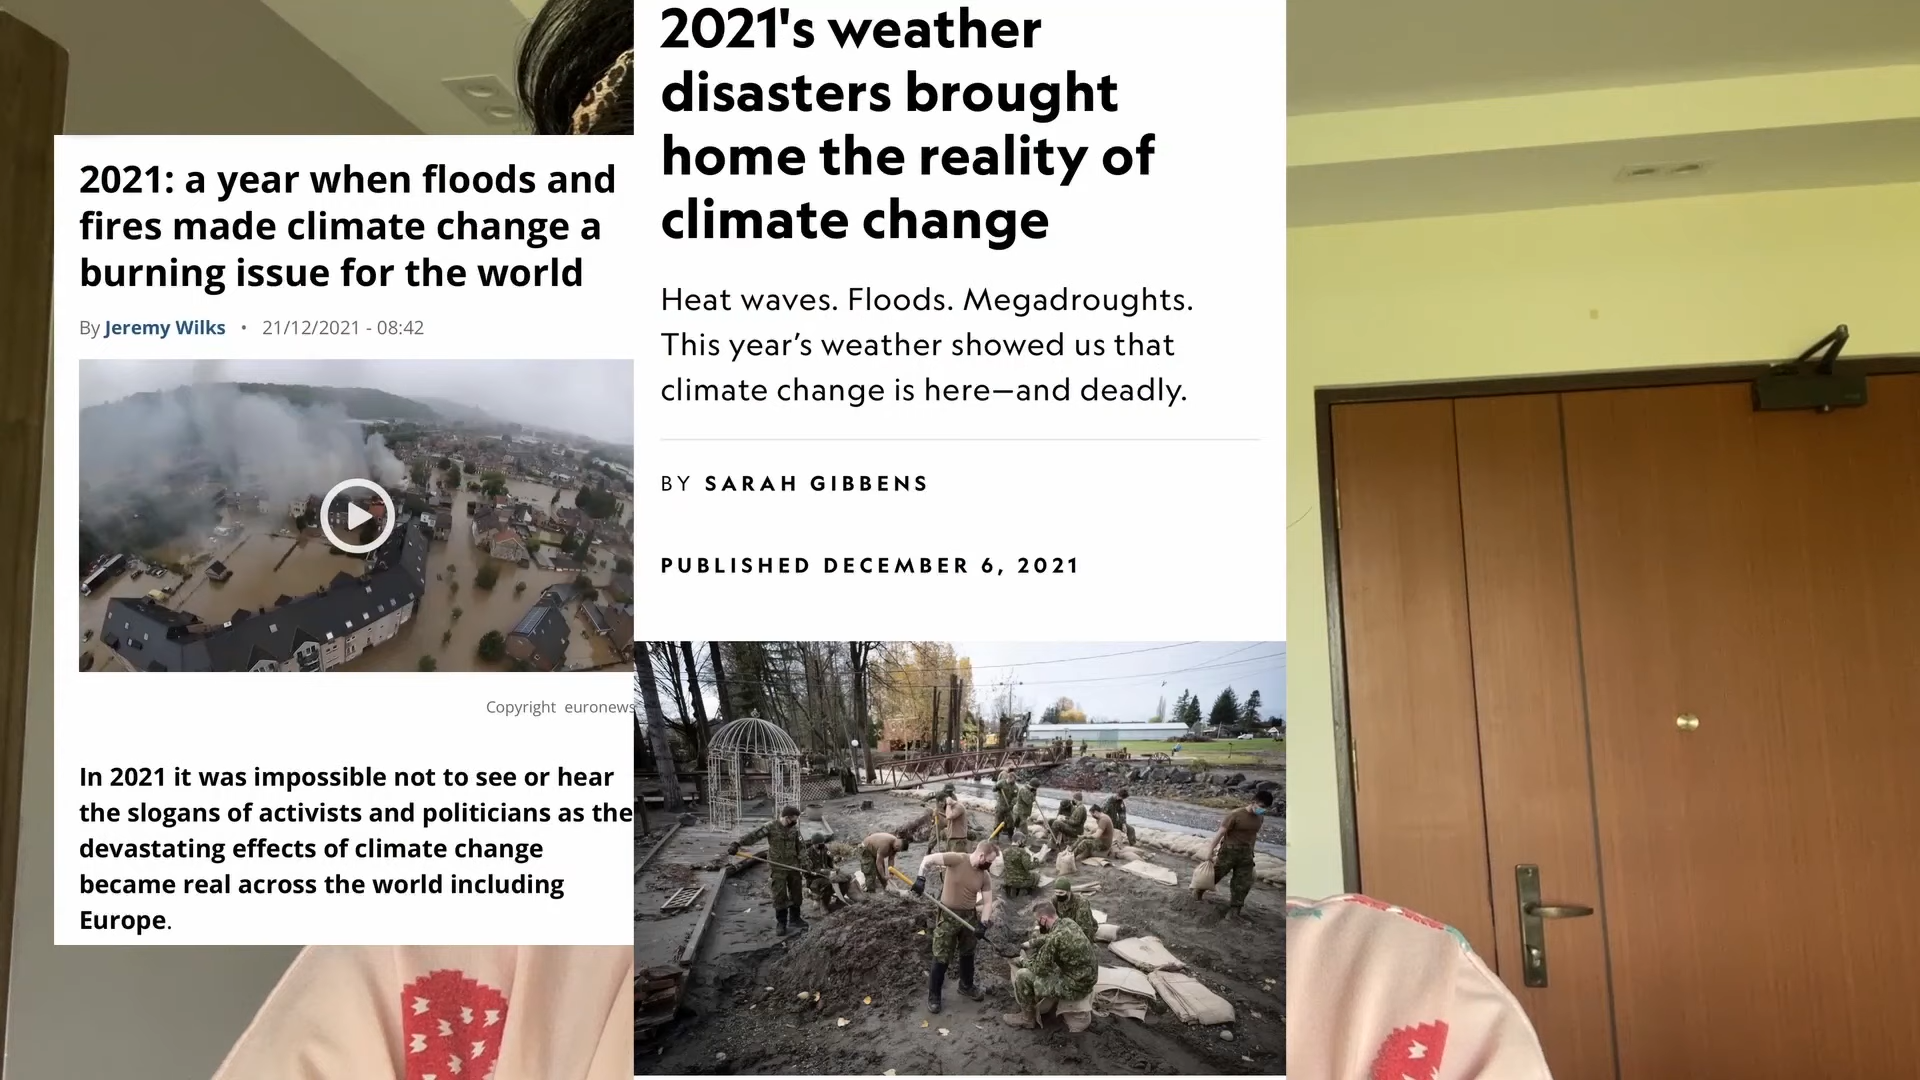 2021: a year when floods and
fires made climate change a
burning issue for the world
By Jeremy Wilks • 21/12/2021 - 08:42
Copyright euronews
In 2021 it was impossible not to see or hear
the slogans of activists and politicians as the
devastating effects of climate change
became real across the world including
Europe.
2021's weather
disasters brought
home the reality of
climate change
Heat waves. Floods. Megadroughts.
This year’s weather showed us that
climate change is here—and deadly.
BY SARAH GIBBENS
PUBLISHED DECEMBER 6, 2021